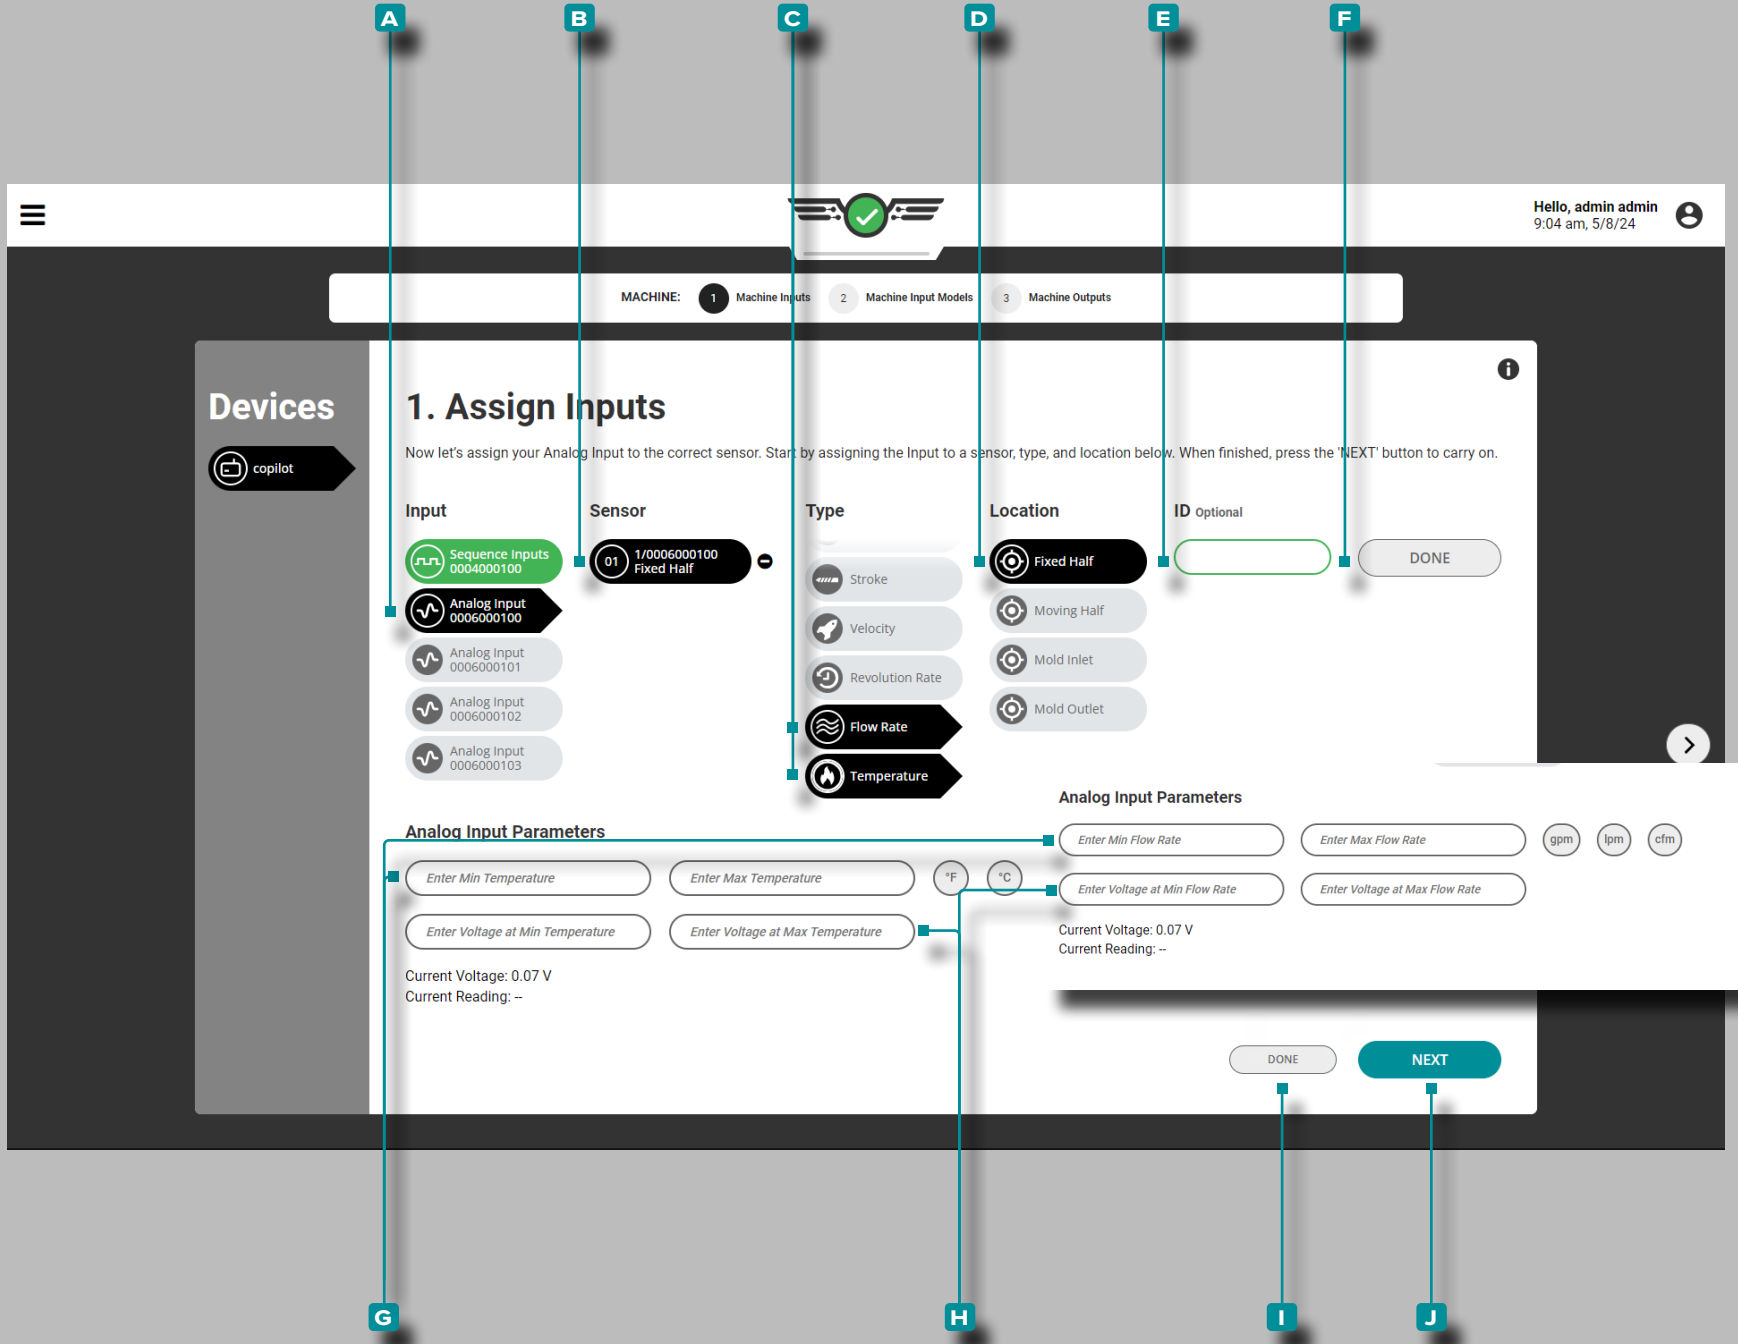 A B C D E F
Hello, admin admin
9:04 am, 5/8/24
MACHINE: 1 Machine Inputs 2 Machine Input Models 3 Machine Outputs
Devices
copilot
1. Assign Inputs
Now let's assign your Analog Input to the correct sensor. Start by assigning the Input to a sensor, type, and location below. When finished, press the 'NEXT' button to carry on.
Input
Sequence Inputs
0004000100
Analog Input
0006000100
Analog Input
0006000101
Analog Input
0006000102
Analog Input
0006000103
Sensor
01 1/0006000100
Fixed Half
Type
Stroke
Velocity
Revolution Rate
Flow Rate
Temperature
Location
Fixed Half
Moving Half
Mold Inlet
Mold Outlet
ID Optional
DONE
Analog Input Parameters
Enter Min Temperature Enter Max Temperature °F °C
Enter Voltage at Min Temperature Enter Voltage at Max Temperature
Current Voltage: 0.07 V
Current Reading: --
Analog Input Parameters
Enter Min Flow Rate Enter Max Flow Rate gpm lpm cfm
Enter Voltage at Min Flow Rate Enter Voltage at Max Flow Rate
Current Voltage: 0.07 V
Current Reading: --
DONE NEXT
G H I J